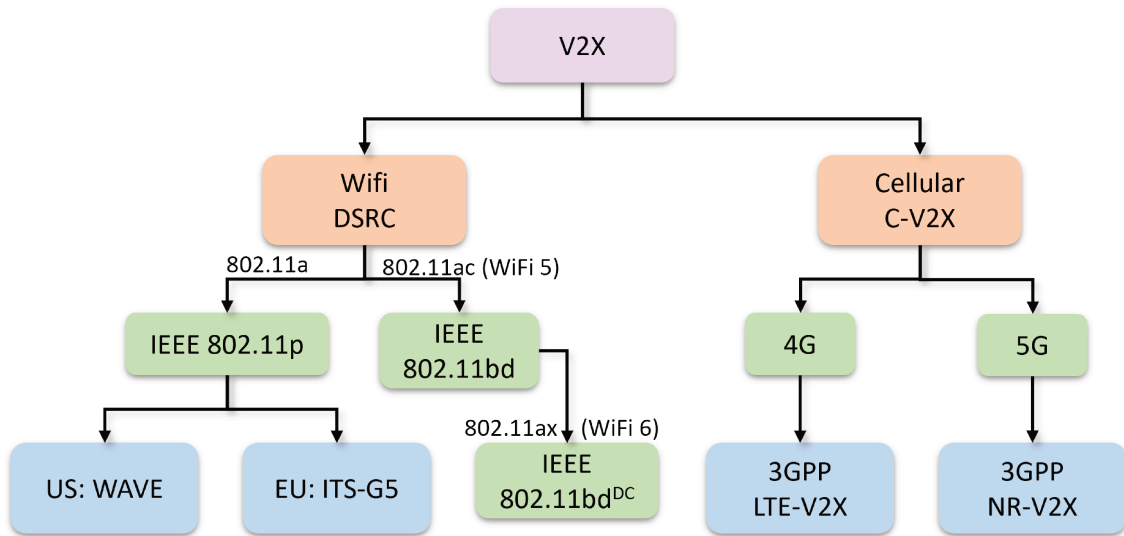 V2X
Wifi
DSRC
Cellular
C-V2X
802.11a
802.11ac (WiFi 5)
IEEE 802.11p
IEEE
802.11bd
4G
5G
802.11ax (WiFi 6)
US: WAVE
EU: ITS-G5
IEEE
802.11bdᴰꟲ
3GPP
LTE-V2X
3GPP
NR-V2X